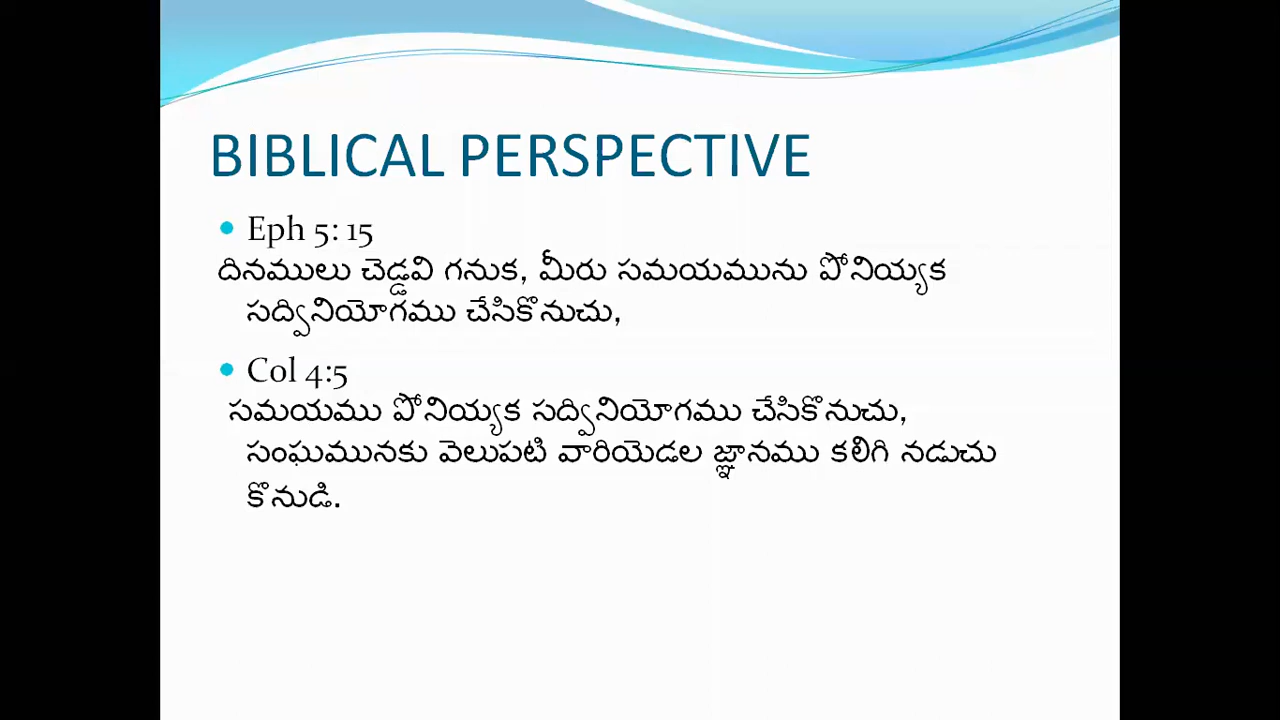 BIBLICAL PERSPECTIVE
• Eph 5: 15
దినములు చెడ్డవి గనుక, మీరు సమయమును పోనియ్యక
సద్వినియోగము చేసికొనుచు,
• Col 4:5
సమయము పోనియ్యక సద్వినియోగము చేసికొనుచు,
సంఘమునకు వెలుపటి వారియెడల జ్ఞానము కలిగి నడుచు
కొనుడి.